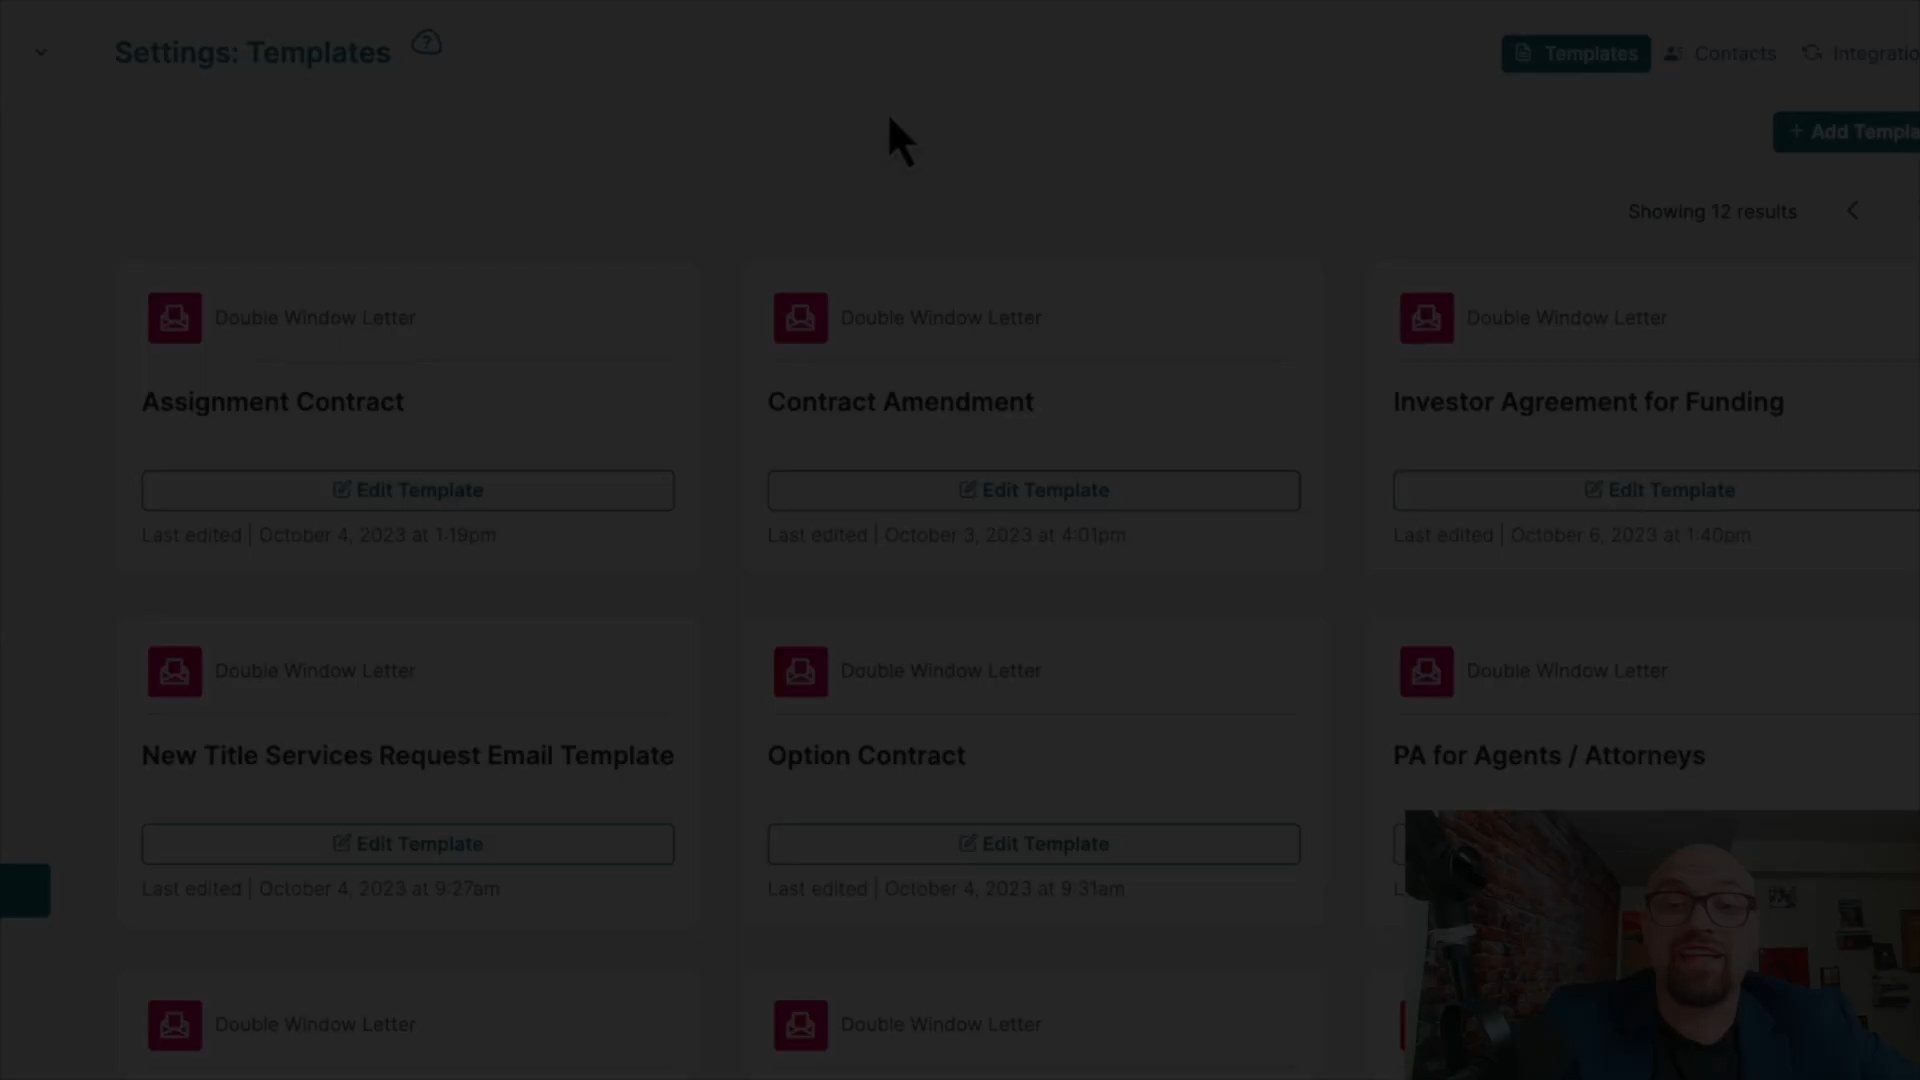 Settings: Templates ?
Templates Contacts Integratio
+ Add Templa
Showing 12 results
Double Window Letter
Assignment Contract
Edit Template
Last edited | October 4, 2023 at 1:19pm
Double Window Letter
Contract Amendment
Edit Template
Last edited | October 3, 2023 at 4:01pm
Double Window Letter
Investor Agreement for Funding
Edit Template
Last edited | October 6, 2023 at 1:40pm
Double Window Letter
New Title Services Request Email Template
Edit Template
Last edited | October 4, 2023 at 9:27am
Double Window Letter
Option Contract
Edit Template
Last edited | October 4, 2023 at 9:31am
Double Window Letter
PA for Agents / Attorneys
Double Window Letter
Double Window Letter